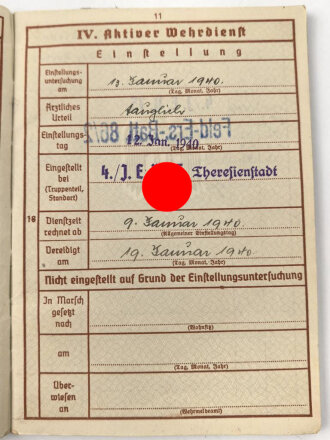 11
IV. Aktiver Wehrdienst
Einstellung
Einstellungs-
untersuchung
am
13. Januar 1940.
(Tag, Monat, Jahr)
Ärztliches
Urteil
tauglich
Einstellungs-
tag
12. Jan. 1940
(Tag, Monat, Jahr)
Eingestellt
bei
(Truppenteil,
Standort)
4./J. Theresienstadt
18
Dienstzeit
rechnet ab
9. Januar 1940
(Allgemeiner Einstellungstag)
Vereidigt
am
19. Januar 1940.
(Tag, Monat, Jahr)
Nicht eingestellt auf Grund der Einstellungsuntersuchung
In Marsch
gesetzt
nach
(Wohnsitz)
am
(Tag, Monat, Jahr)
Über-
wiesen
an
(Wehrmeldeamt)